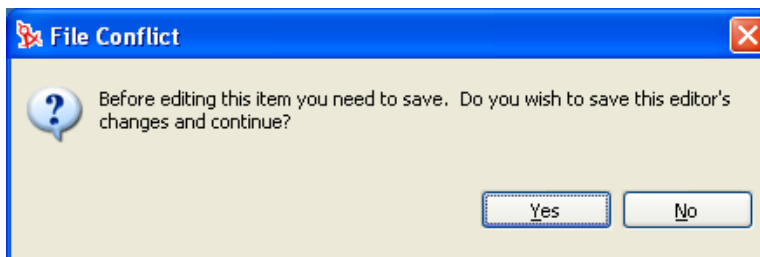 File Conflict
Before editing this item you need to save.  Do you wish to save this editor's
changes and continue?
Yes No